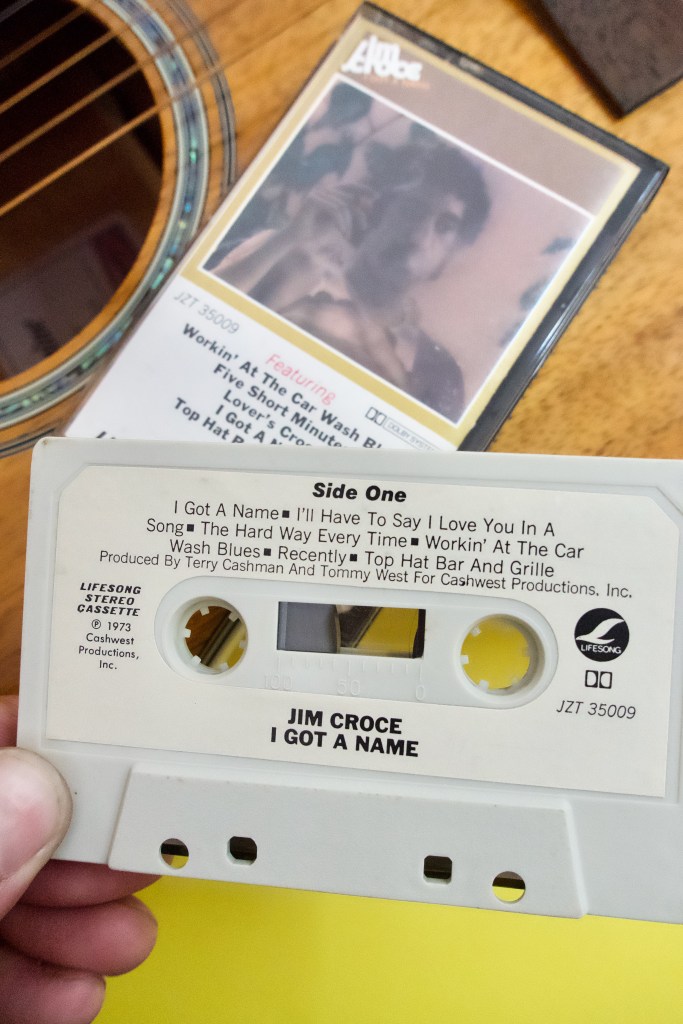 Jim
Croce
JZT 35009
Featuring
Workin' At The Car Wash Bl
Five Short Minute
Lover's Cro
I Got A N
Top Hat B
DOLBY SYSTEM
Side One
I Got A Name■ I'll Have To Say I Love You In A
Song■ The Hard Way Every Time■ Workin' At The Car
Wash Blues■ Recently■ Top Hat Bar And Grille
Produced By Terry Cashman And Tommy West For Cashwest Productions, Inc.
LIFESONG
STEREO
CASSETTE
℗ 1973
Cashwest
Productions,
Inc.
100 50 0
LIFESONG
JZT 35009
JIM CROCE
I GOT A NAME